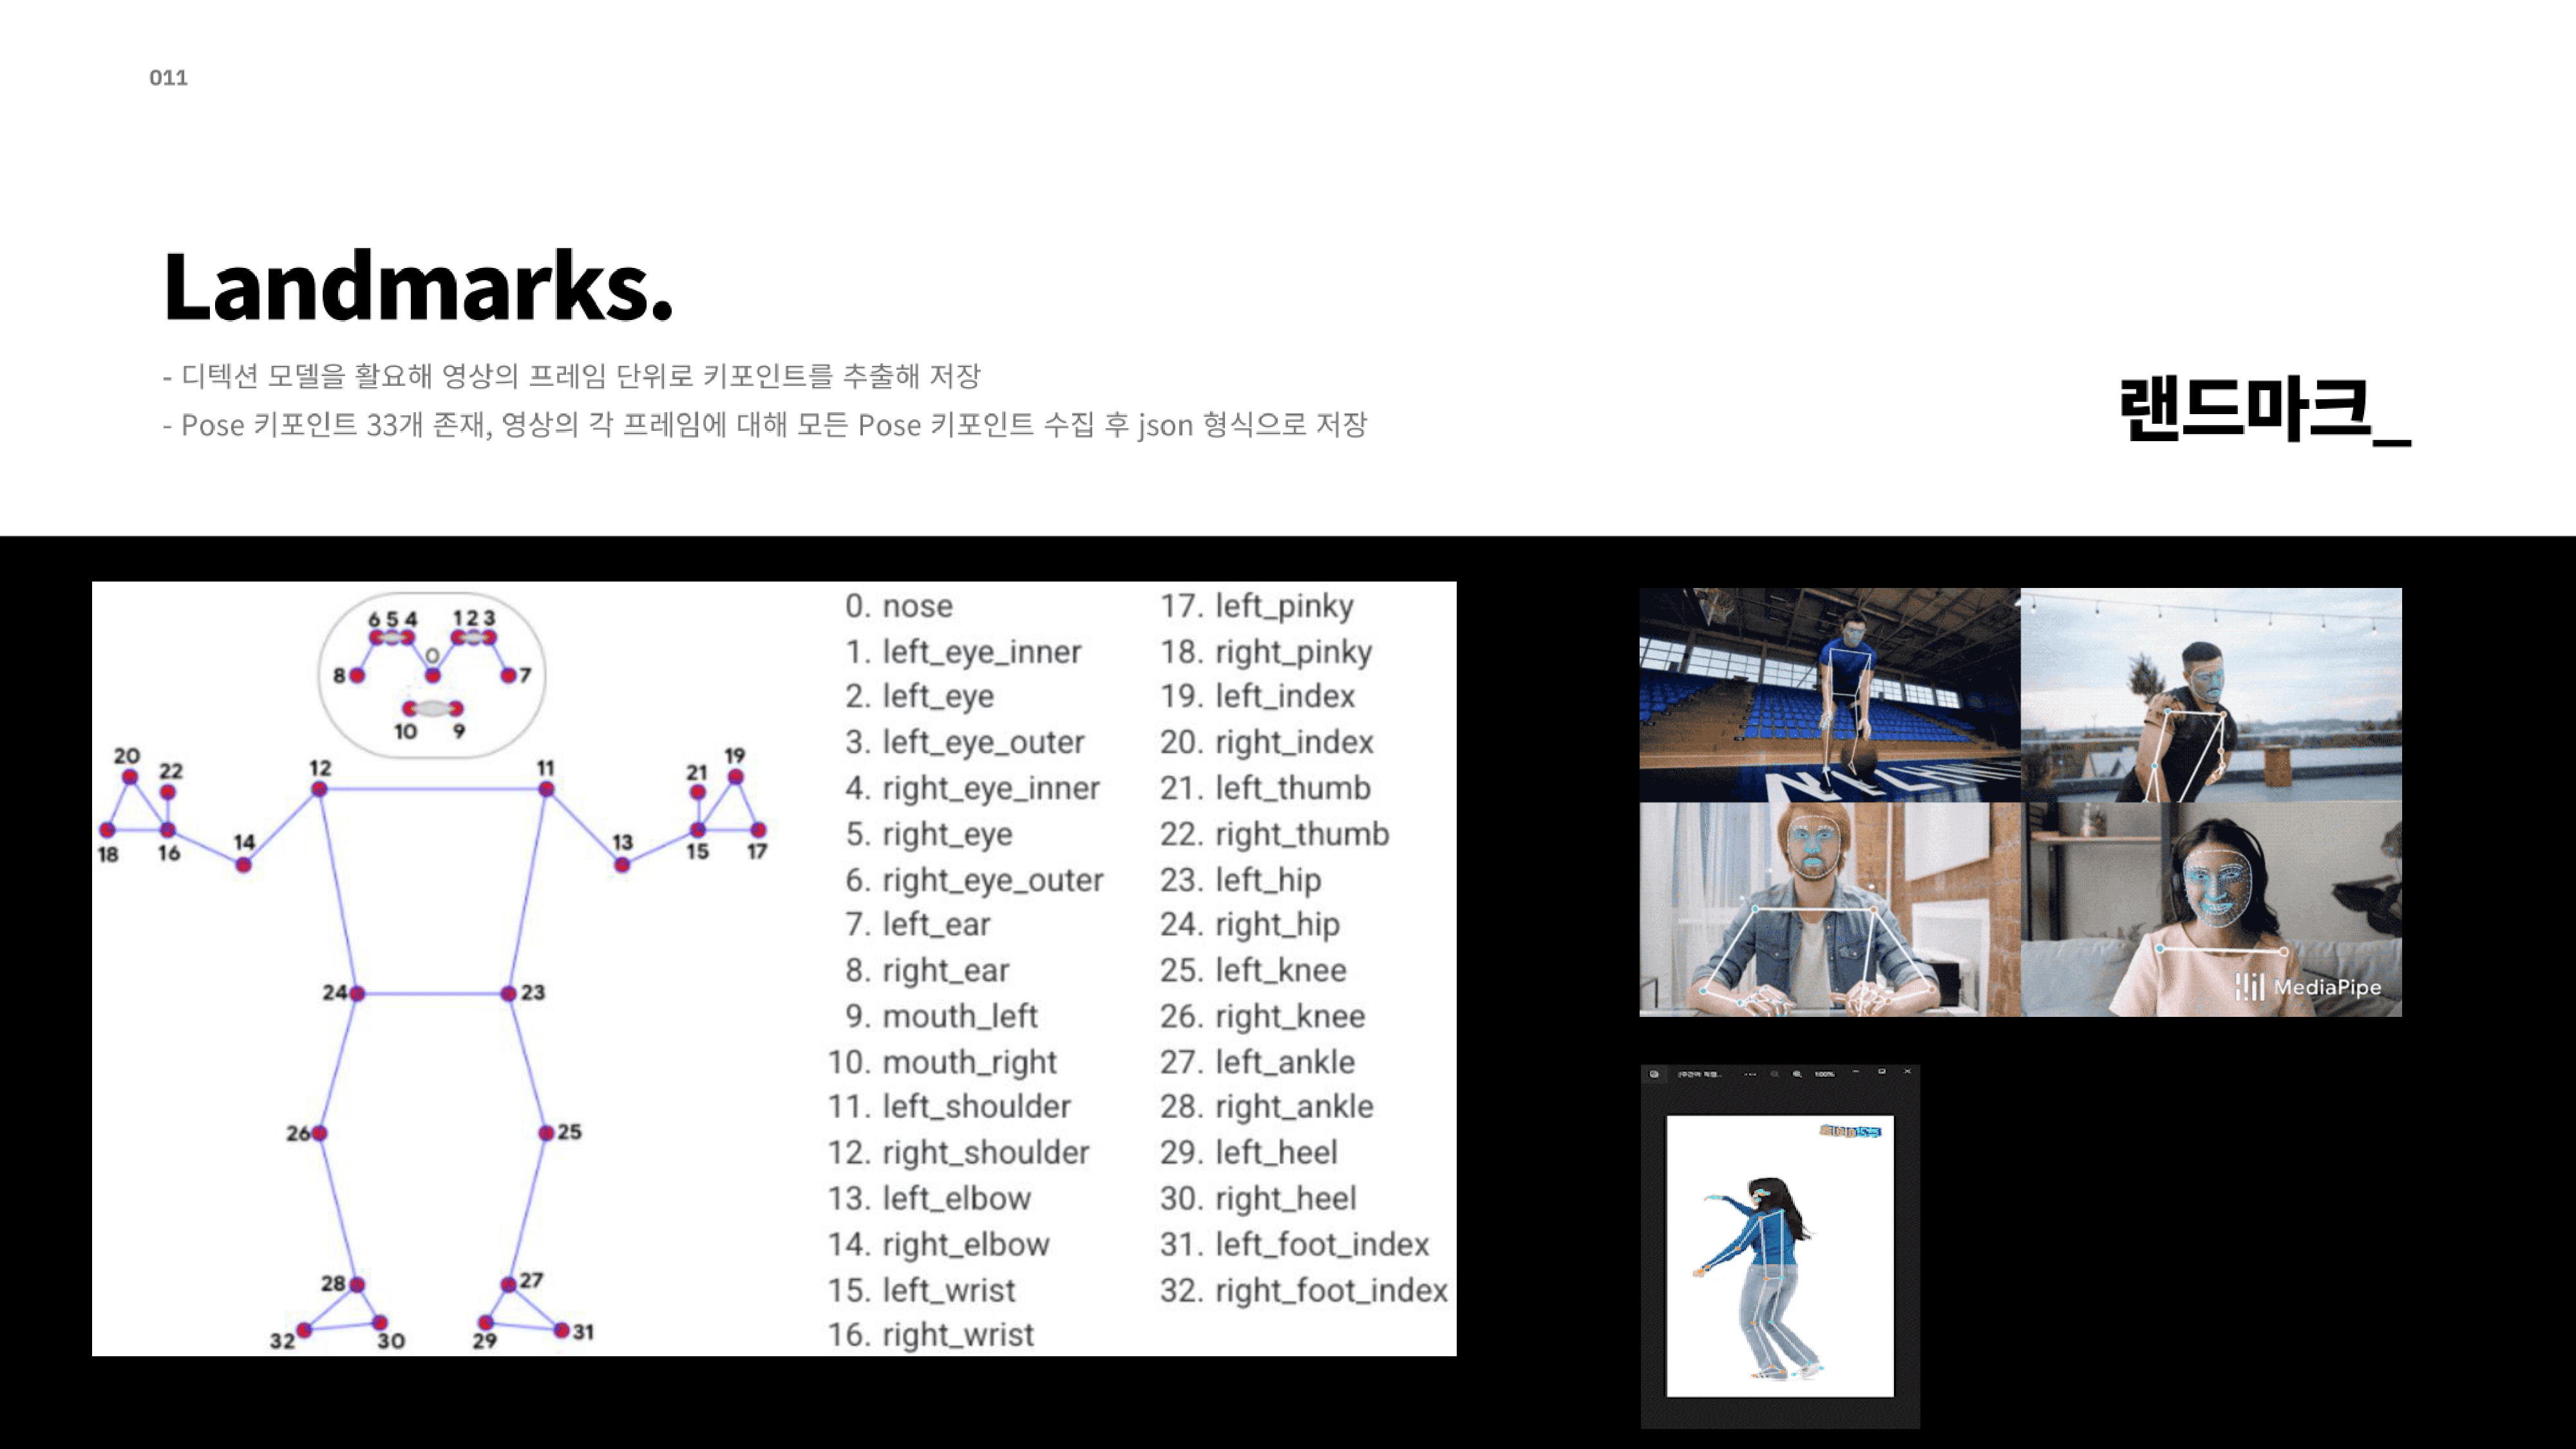 011
Landmarks.
- 디텍션 모델을 활요해 영상의 프레임 단위로 키포인트를 추출해 저장
- Pose 키포인트 33개 존재, 영상의 각 프레임에 대해 모든 Pose 키포인트 수집 후 json 형식으로 저장
랜드마크_
6 5 4 1 2 3
0
8 7
10 9
20 22 12 11 21 19
18 16 14 13 15 17
24 23
26 25
28 27
32 30 29 31
0. nose
1. left_eye_inner
2. left_eye
3. left_eye_outer
4. right_eye_inner
5. right_eye
6. right_eye_outer
7. left_ear
8. right_ear
9. mouth_left
10. mouth_right
11. left_shoulder
12. right_shoulder
13. left_elbow
14. right_elbow
15. left_wrist
16. right_wrist
17. left_pinky
18. right_pinky
19. left_index
20. right_index
21. left_thumb
22. right_thumb
23. left_hip
24. right_hip
25. left_knee
26. right_knee
27. left_ankle
28. right_ankle
29. left_heel
30. right_heel
31. left_foot_index
32. right_foot_index
MediaPipe
100%